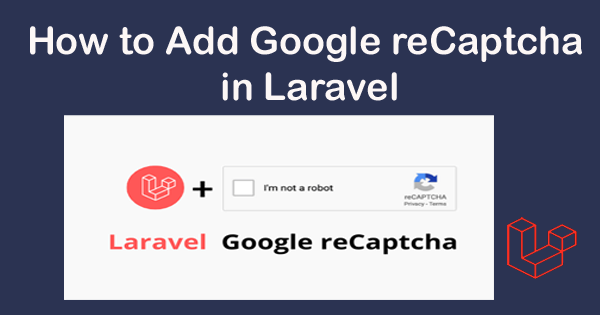 How to Add Google reCaptcha
in Laravel
I'm not a robot
reCAPTCHA
Privacy - Terms
+
Laravel Google reCaptcha